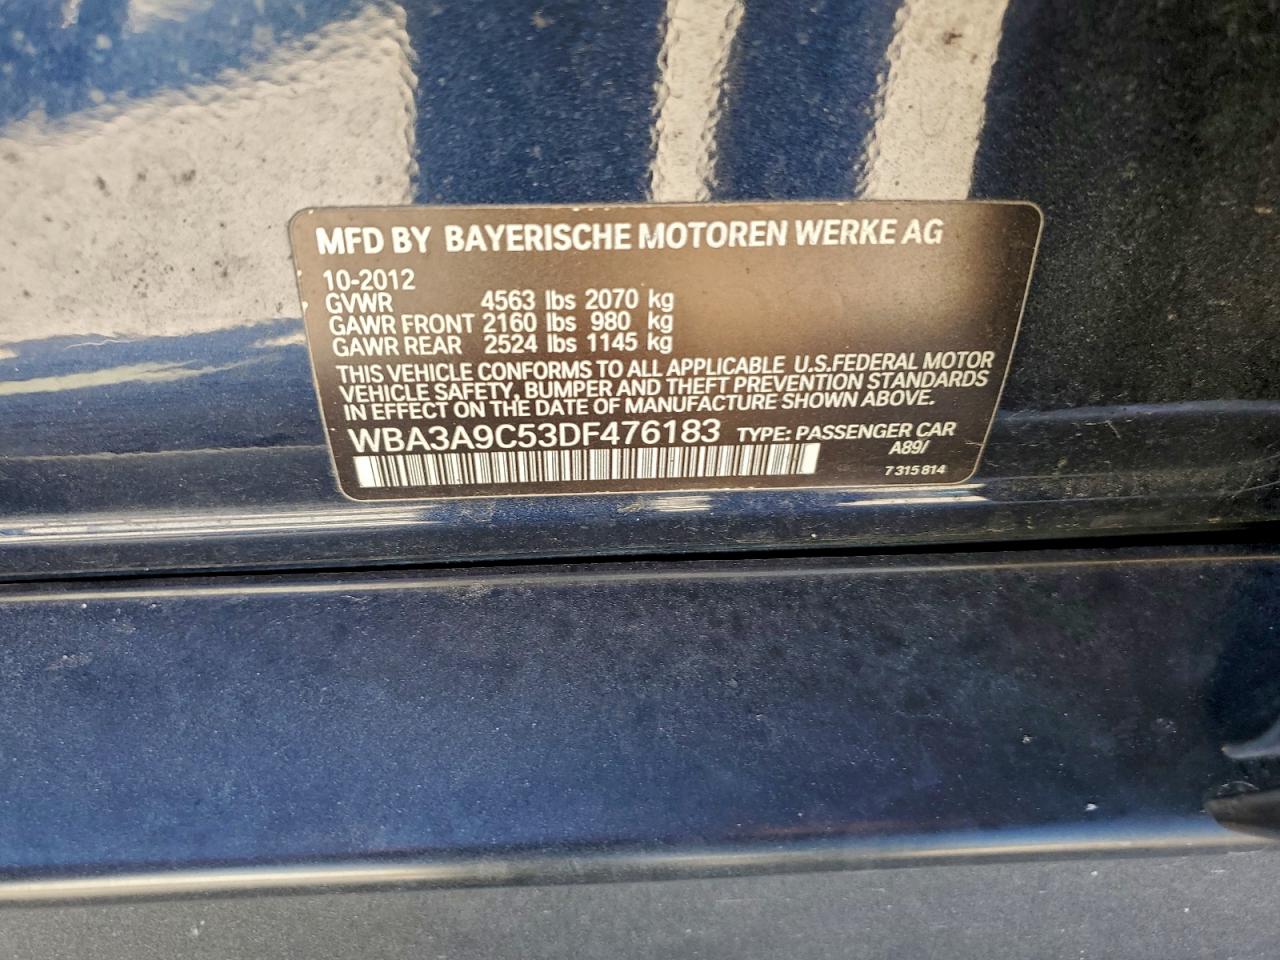 MFD BY BAYERISCHE MOTOREN WERKE AG
10-2012
GVWR 4563 lbs 2070 kg
GAWR FRONT 2160 lbs 980 kg
GAWR REAR 2524 lbs 1145 kg
THIS VEHICLE CONFORMS TO ALL APPLICABLE U.S.FEDERAL MOTOR
VEHICLE SAFETY, BUMPER AND THEFT PREVENTION STANDARDS
IN EFFECT ON THE DATE OF MANUFACTURE SHOWN ABOVE.
WBA3A9C53DF476183 TYPE: PASSENGER CAR
A89/
7 315 814